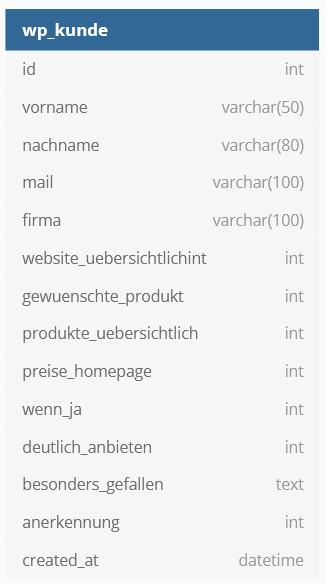 wp_kunde
id int
vorname varchar(50)
nachname varchar(80)
mail varchar(100)
firma varchar(100)
website_uebersichtlichint int
gewuenschte_produkt int
produkte_uebersichtlich int
preise_homepage int
wenn_ja int
deutlich_anbieten int
besonders_gefallen text
anerkennung int
created_at datetime